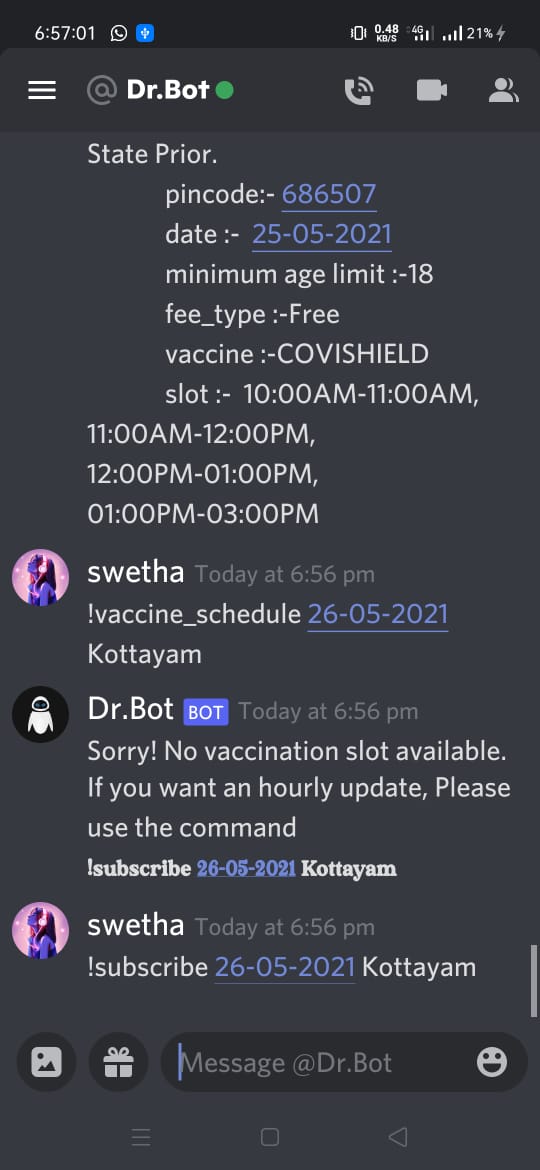 6:57:01 0.48 KB/S 4G 21%
@ Dr.Bot
State Prior.
pincode:- 686507
date :- 25-05-2021
minimum age limit :-18
fee_type :-Free
vaccine :-COVISHIELD
slot :- 10:00AM-11:00AM,
11:00AM-12:00PM,
12:00PM-01:00PM,
01:00PM-03:00PM
swetha Today at 6:56 pm
!vaccine_schedule 26-05-2021
Kottayam
Dr.Bot BOT Today at 6:56 pm
Sorry! No vaccination slot available.
If you want an hourly update, Please
use the command
!subscribe 26-05-2021 Kottayam
swetha Today at 6:56 pm
!subscribe 26-05-2021 Kottayam
Message @Dr.Bot